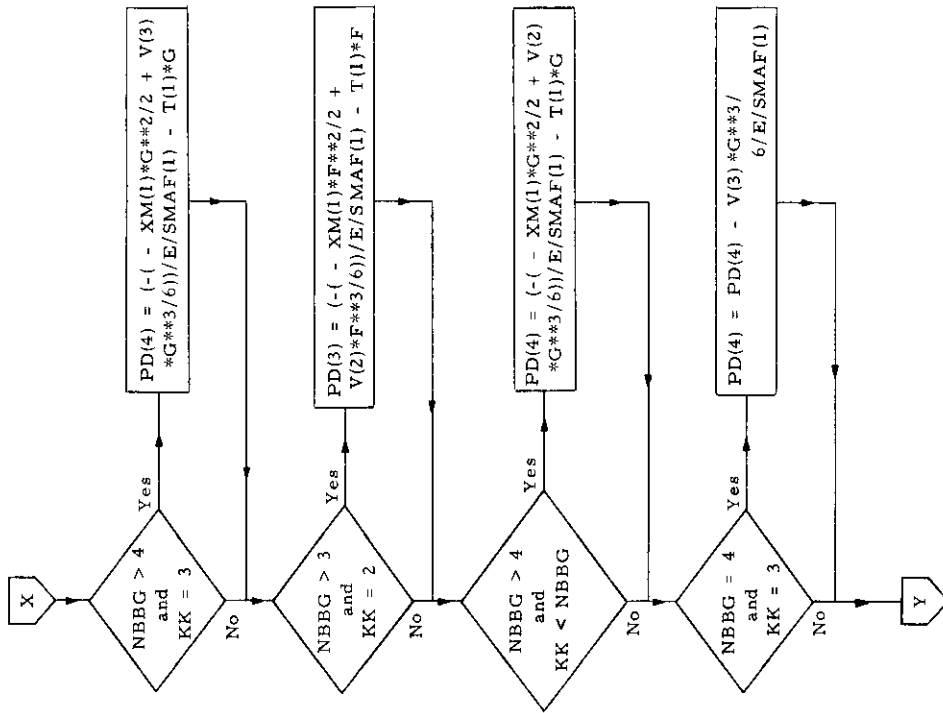 X
NBBG > 4
and
KK = 3
Yes
No
PD(4) = (-( - XM(1)*G**2/2 + V(3)
*G**3/6))/E/SMAF(1) - T(1)*G
NBBG > 3
and
KK = 2
Yes
No
PD(3) = (-( - XM(1)*F**2/2 +
V(2)*F**3/6))/E/SMAF(1) - T(1)*F
NBBG > 4
and
KK < NBBG
Yes
No
PD(4) = (-( - XM(1)*G**2/2 + V(2)
*G**3/6))/E/SMAF(1) - T(1)*G
NBBG = 4
and
KK = 3
Yes
No
PD(4) = PD(4) - V(3)*G**3/
6/E/SMAF(1)
Y